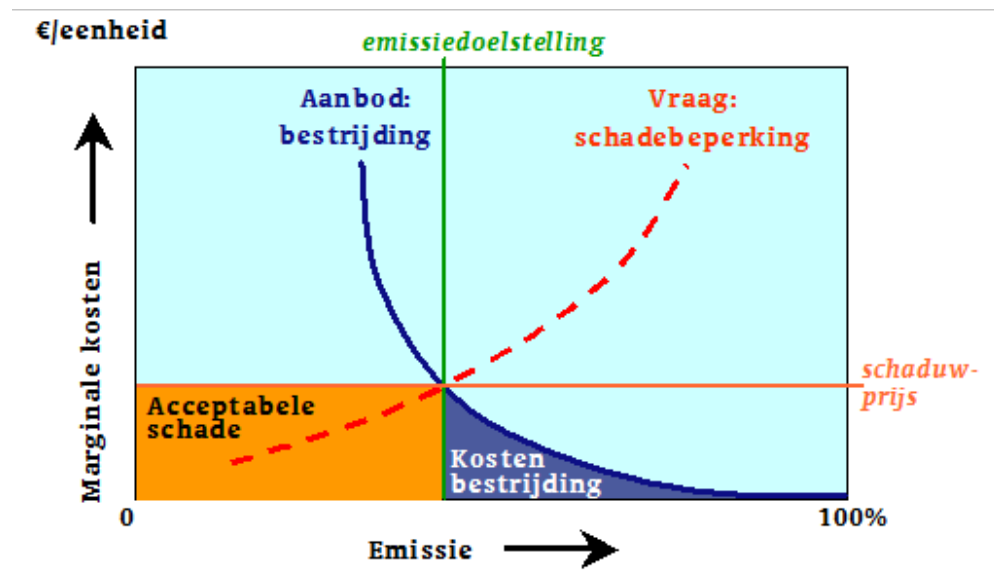 €/eenheid
emissiedoelstelling
Aanbod:
bestrijding
Vraag:
schadebeperking
Marginale kosten
schaduw-
prijs
Acceptabele
schade
Kosten
bestrijding
0
100%
Emissie